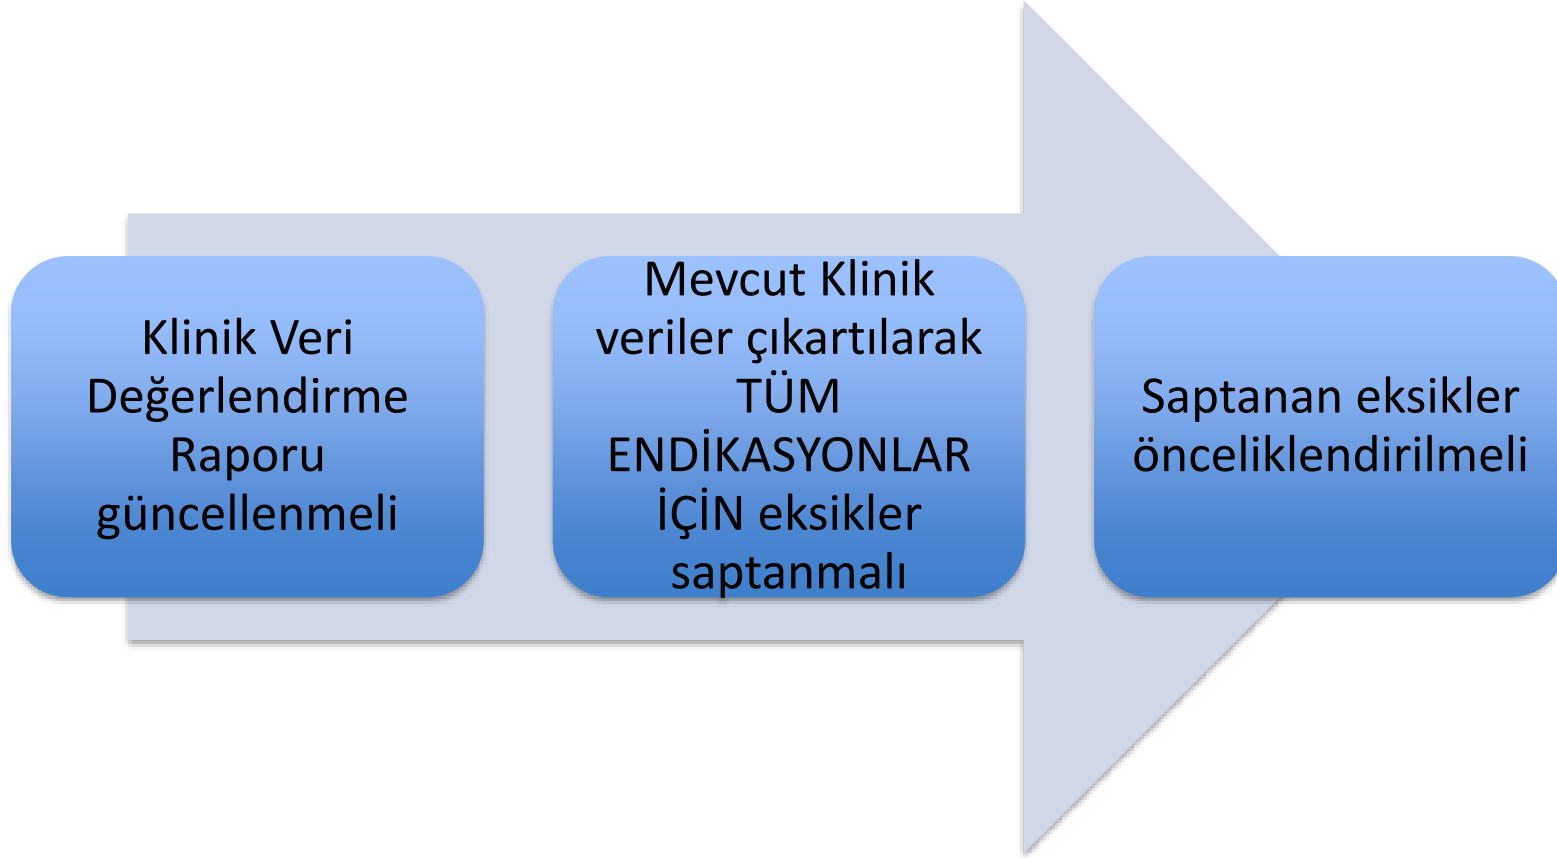 Klinik Veri
Değerlendirme
Raporu
güncellenmeli
Mevcut Klinik
veriler çıkartılarak
TÜM
ENDİKASYONLAR
İÇİN eksikler
saptanmalı
Saptanan eksikler
önceliklendirilmeli